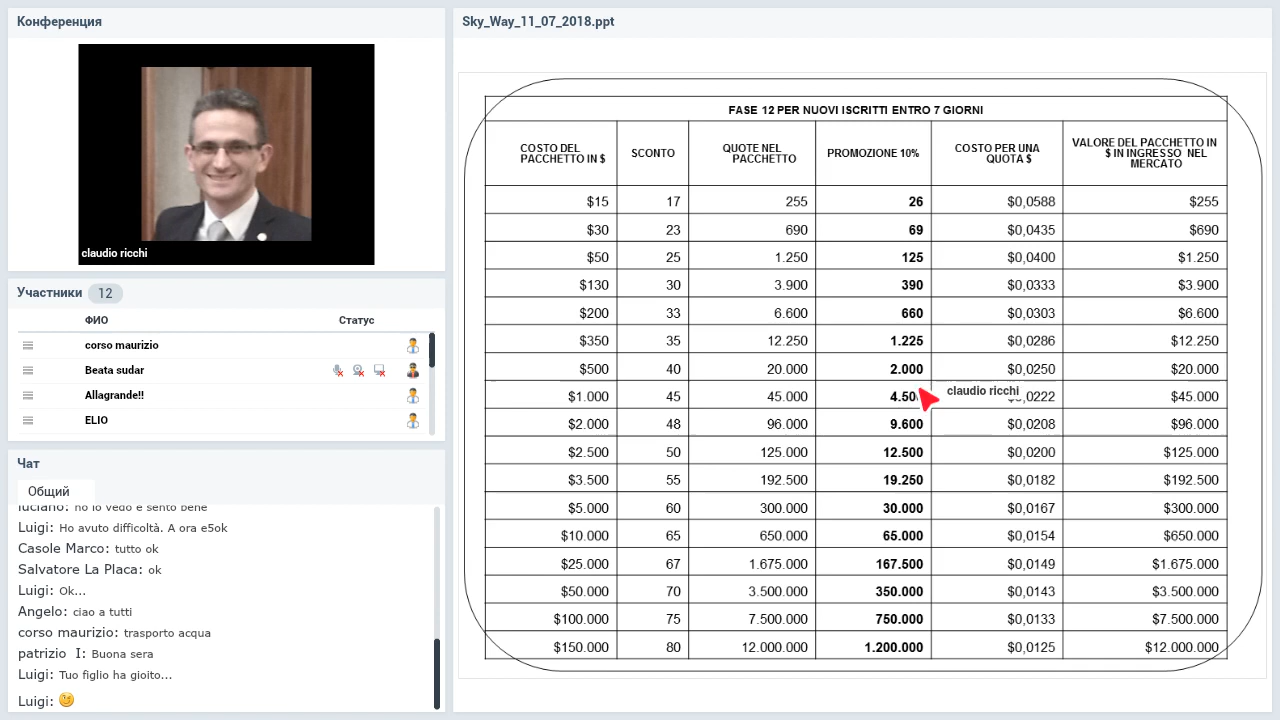 Конференция
claudio ricchi
Участники 12
ФИО Статус
corso maurizio
Beata sudar
Allagrande!!
ELIO
Чат
Общий
luciano: no lo vedo e sento bene
Luigi: Ho avuto difficoltà. A ora e5ok
Casole Marco: tutto ok
Salvatore La Placa: ok
Luigi: Ok...
Angelo: ciao a tutti
corso maurizio: trasporto acqua
patrizio I: Buona sera
Luigi: Tuo figlio ha gioito...
Luigi:
Sky_Way_11_07_2018.ppt
FASE 12 PER NUOVI ISCRITTI ENTRO 7 GIORNI
COSTO DEL PACCHETTO IN $ SCONTO QUOTE NEL PACCHETTO PROMOZIONE 10% COSTO PER UNA QUOTA $ VALORE DEL PACCHETTO IN $ IN INGRESSO NEL MERCATO
$15 17 255 26 $0,0588 $255
$30 23 690 69 $0,0435 $690
$50 25 1.250 125 $0,0400 $1.250
$130 30 3.900 390 $0,0333 $3.900
$200 33 6.600 660 $0,0303 $6.600
$350 35 12.250 1.225 $0,0286 $12.250
$500 40 20.000 2.000 $0,0250 $20.000
$1.000 45 45.000 4.50 claudio ricchi ,0222 $45.000
$2.000 48 96.000 9.600 $0,0208 $96.000
$2.500 50 125.000 12.500 $0,0200 $125.000
$3.500 55 192.500 19.250 $0,0182 $192.500
$5.000 60 300.000 30.000 $0,0167 $300.000
$10.000 65 650.000 65.000 $0,0154 $650.000
$25.000 67 1.675.000 167.500 $0,0149 $1.675.000
$50.000 70 3.500.000 350.000 $0,0143 $3.500.000
$100.000 75 7.500.000 750.000 $0,0133 $7.500.000
$150.000 80 12.000.000 1.200.000 $0,0125 $12.000.000